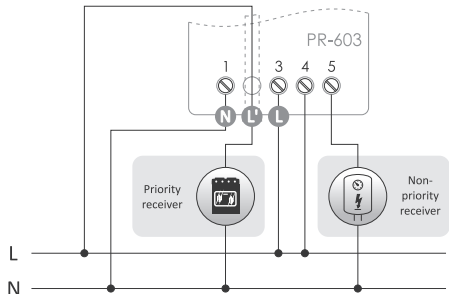 PR-603
1 3 4 5
N L' L
Priority
receiver
Non-
priority
receiver
L
N